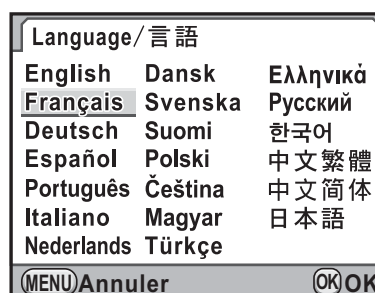 Language/言語
English Dansk Ελληνικά
Français Svenska Русский
Deutsch Suomi 한국어
Español Polski 中文繁體
Português Čeština 中文简体
Italiano Magyar 日本語
Nederlands Türkçe
MENU Annuler OK OK